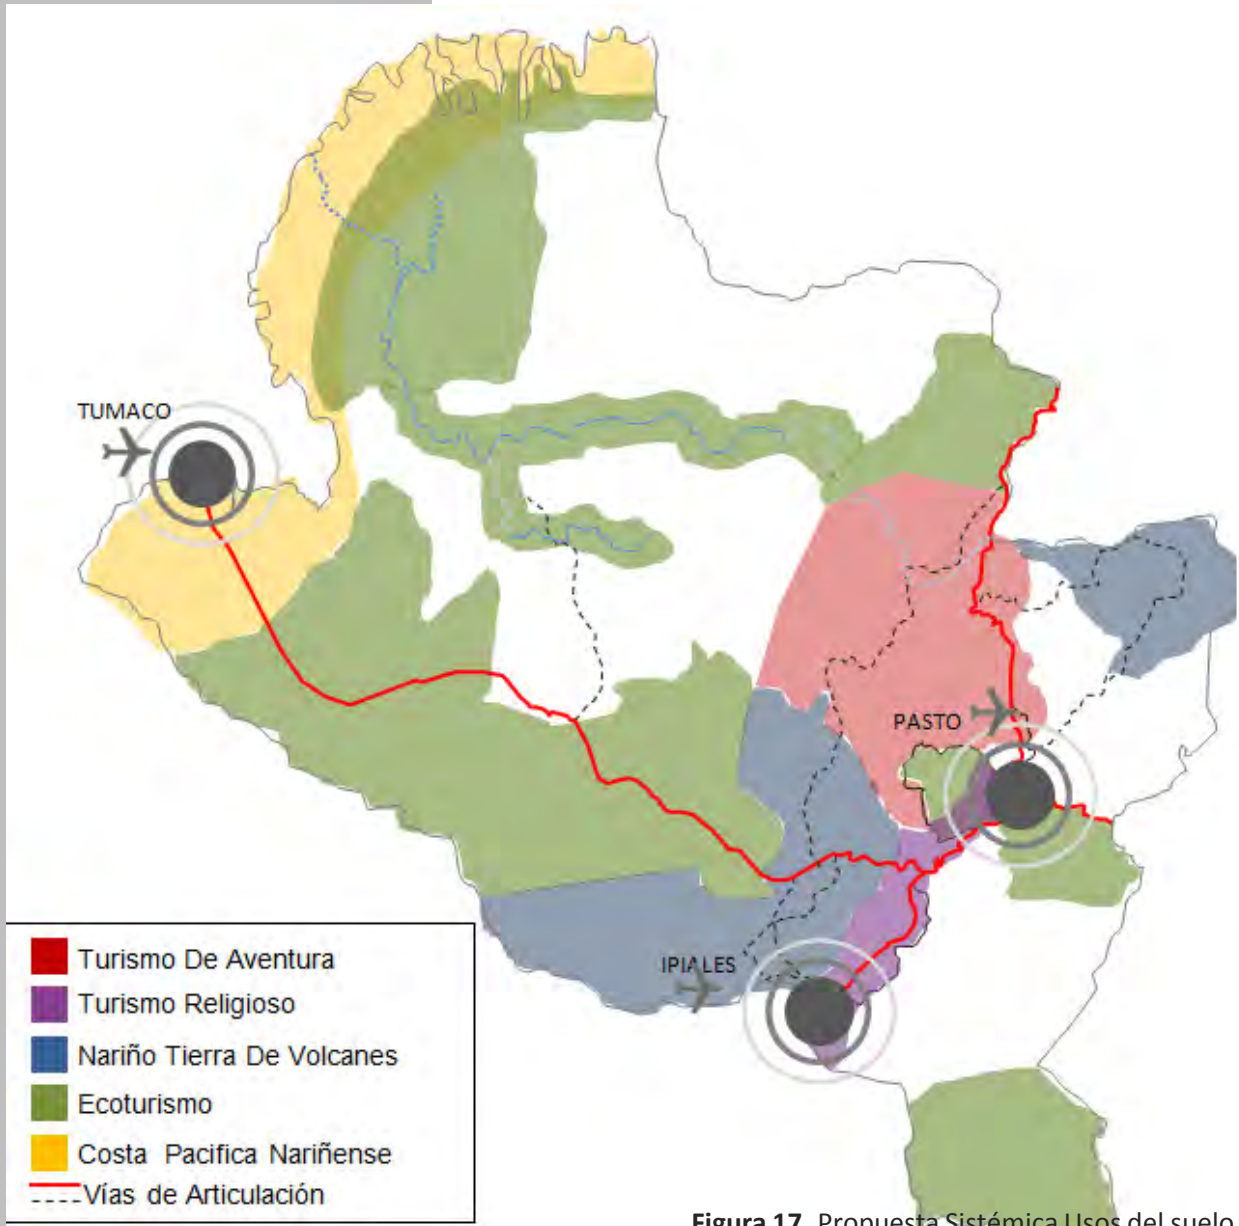 TUMACO
PASTO
IPIALES
Turismo De Aventura
Turismo Religioso
Nariño Tierra De Volcanes
Ecoturismo
Costa Pacifica Nariñense
Vías de Articulación
Figura 17. Propuesta Sistémica Usos del suelo